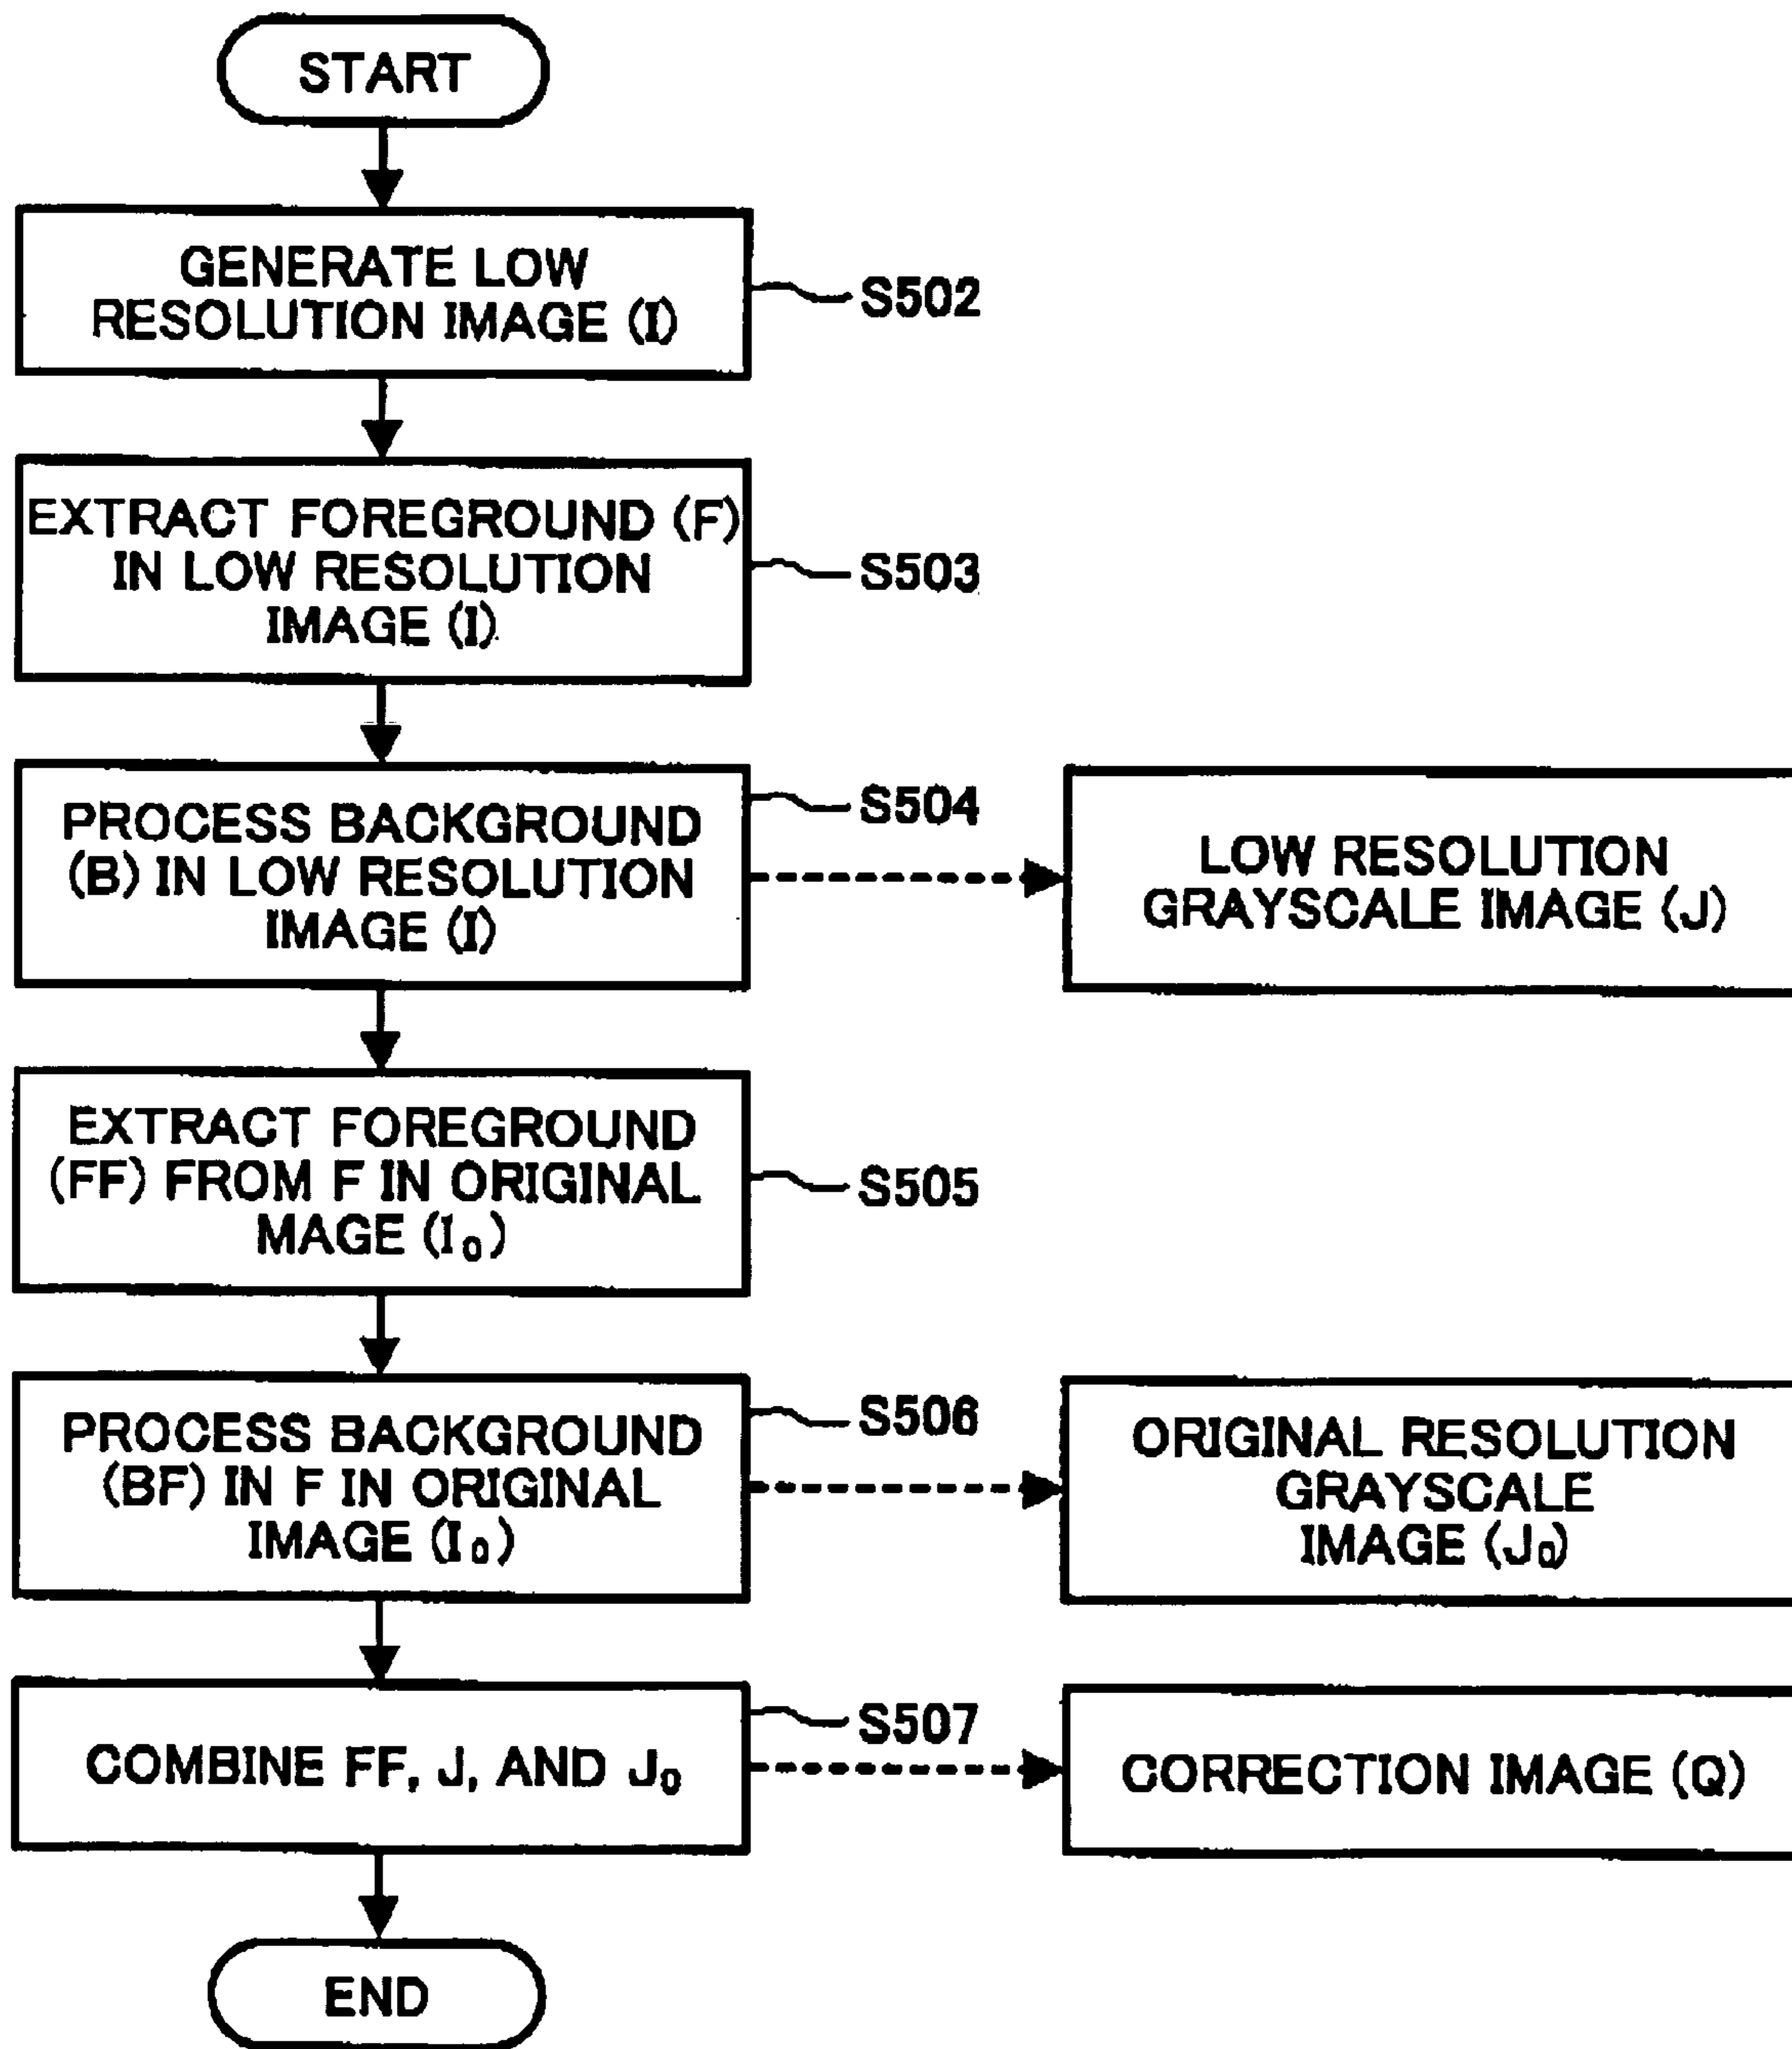 START
GENERATE LOW
RESOLUTION IMAGE (I)
S502
EXTRACT FOREGROUND (F)
IN LOW RESOLUTION
IMAGE (I)
S503
PROCESS BACKGROUND
(B) IN LOW RESOLUTION
IMAGE (I)
S504
LOW RESOLUTION
GRAYSCALE IMAGE (J)
EXTRACT FOREGROUND
(FF) FROM F IN ORIGINAL
MAGE (I₀)
S505
PROCESS BACKGROUND
(BF) IN F IN ORIGINAL
IMAGE (I₀)
S506
ORIGINAL RESOLUTION
GRAYSCALE
IMAGE (J₀)
COMBINE FF, J, AND J₀
S507
CORRECTION IMAGE (Q)
END